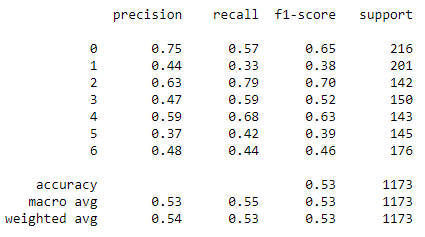 precision recall f1-score support
0 0.75 0.57 0.65 216
1 0.44 0.33 0.38 201
2 0.63 0.79 0.70 142
3 0.47 0.59 0.52 150
4 0.59 0.68 0.63 143
5 0.37 0.42 0.39 145
6 0.48 0.44 0.46 176
accuracy 0.53 1173
macro avg 0.53 0.55 0.53 1173
weighted avg 0.54 0.53 0.53 1173